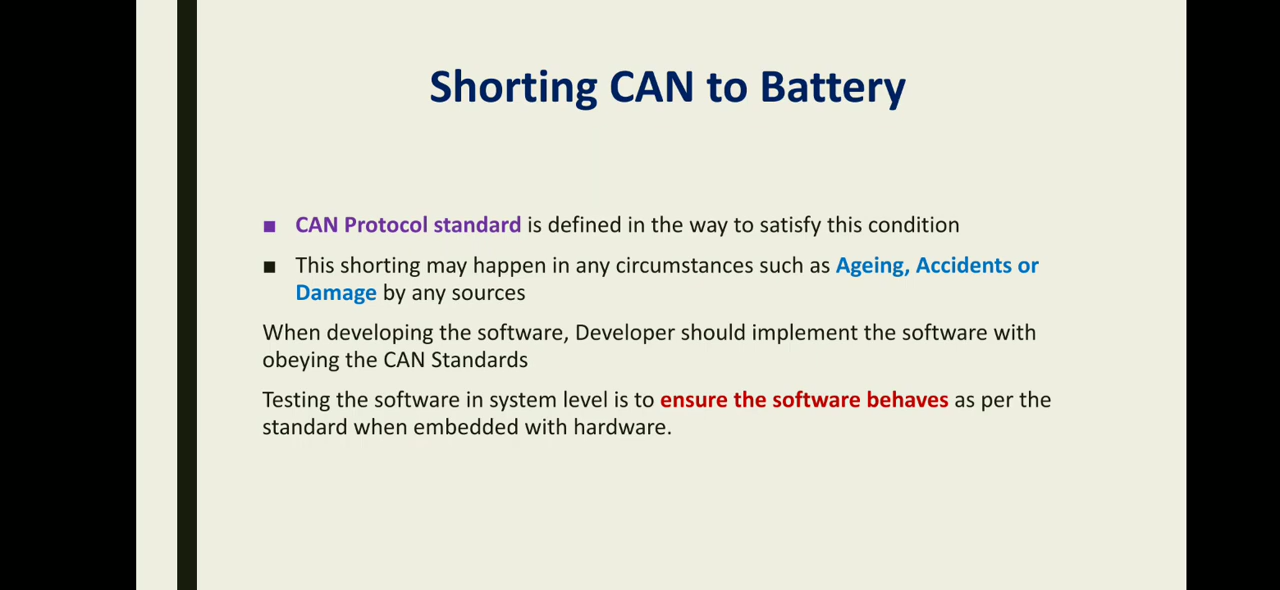 Shorting CAN to Battery
▪ CAN Protocol standard is defined in the way to satisfy this condition
▪ This shorting may happen in any circumstances such as Ageing, Accidents or
Damage by any sources
When developing the software, Developer should implement the software with
obeying the CAN Standards
Testing the software in system level is to ensure the software behaves as per the
standard when embedded with hardware.